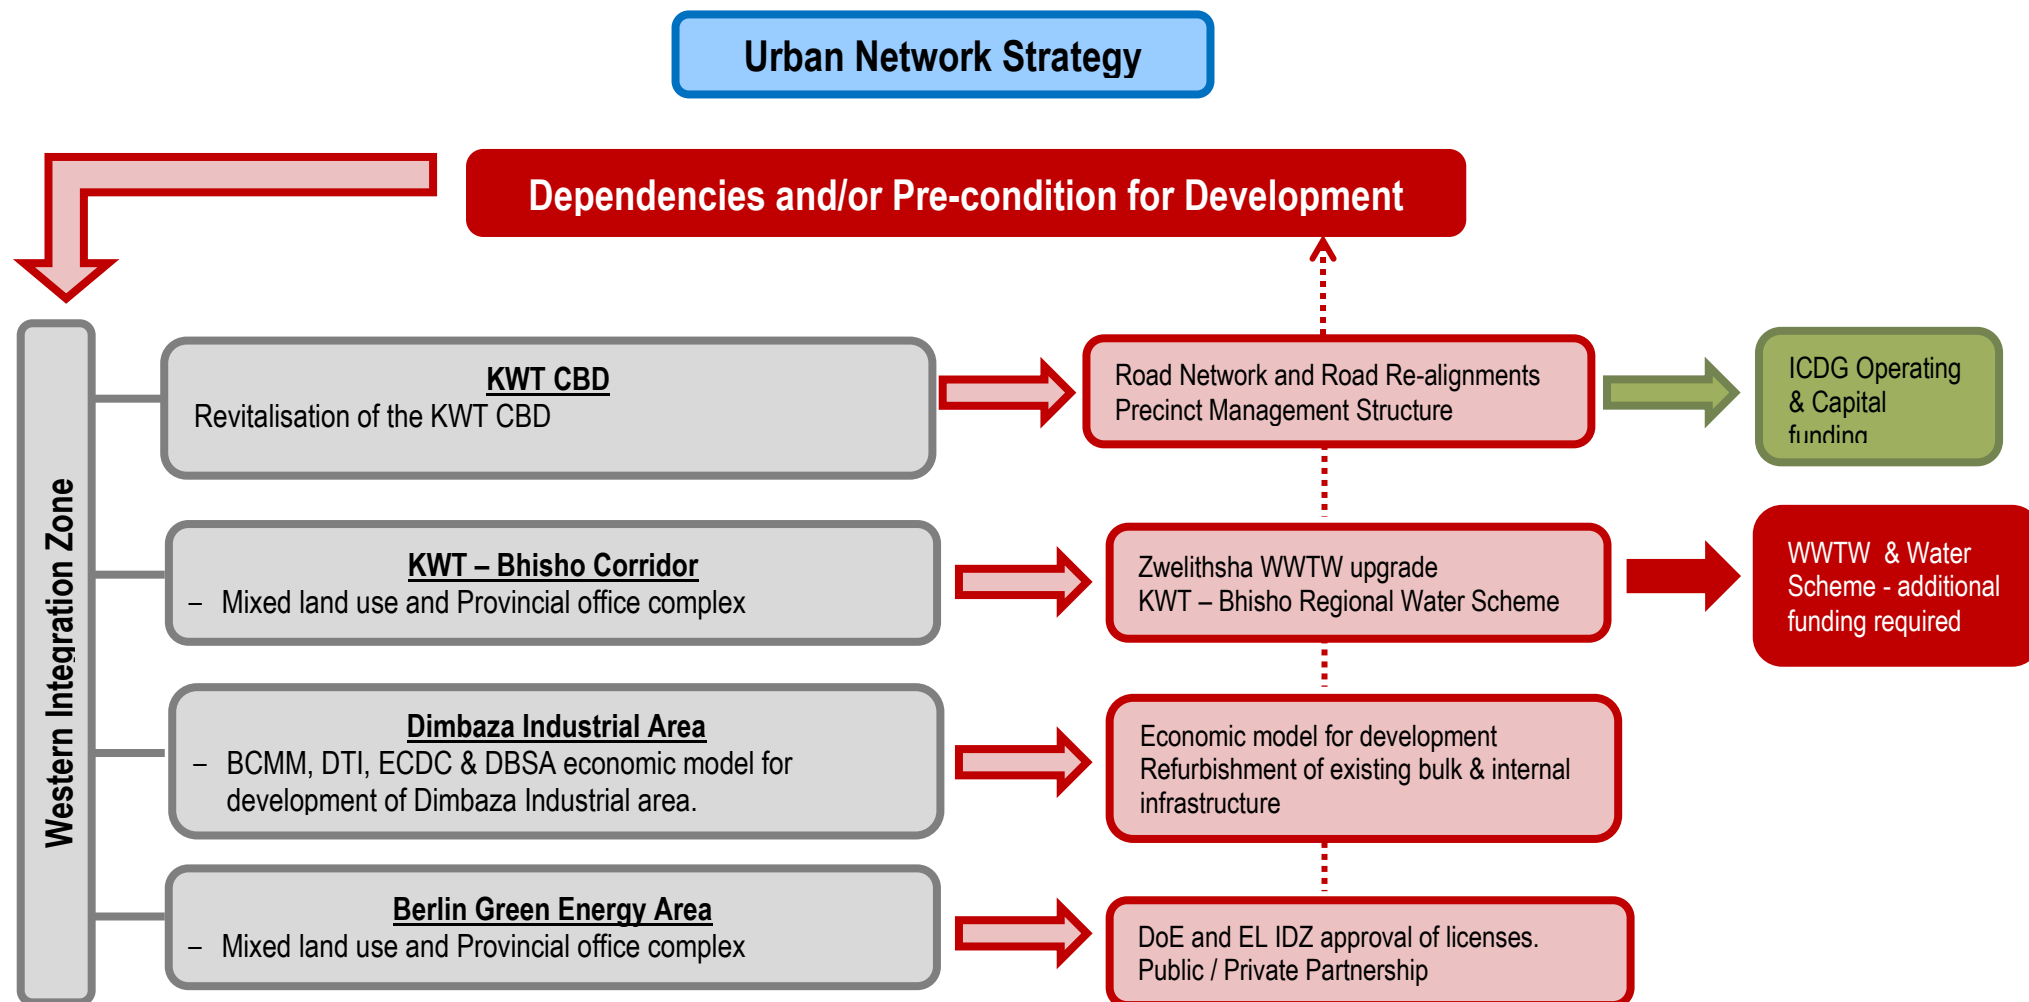 Urban Network Strategy
Dependencies and/or Pre-condition for Development
Western Integration Zone
KWT CBD
Revitalisation of the KWT CBD
Road Network and Road Re-alignments
Precinct Management Structure
ICDG Operating
& Capital
funding
KWT – Bhisho Corridor
– Mixed land use and Provincial office complex
Zwelithsha WWTW upgrade
KWT – Bhisho Regional Water Scheme
WWTW & Water
Scheme - additional
funding required
Dimbaza Industrial Area
– BCMM, DTI, ECDC & DBSA economic model for
development of Dimbaza Industrial area.
Economic model for development
Refurbishment of existing bulk & internal
infrastructure
Berlin Green Energy Area
– Mixed land use and Provincial office complex
DoE and EL IDZ approval of licenses.
Public / Private Partnership